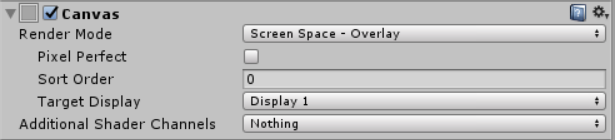 Canvas
Render Mode Screen Space - Overlay
Pixel Perfect
Sort Order 0
Target Display Display 1
Additional Shader Channels Nothing